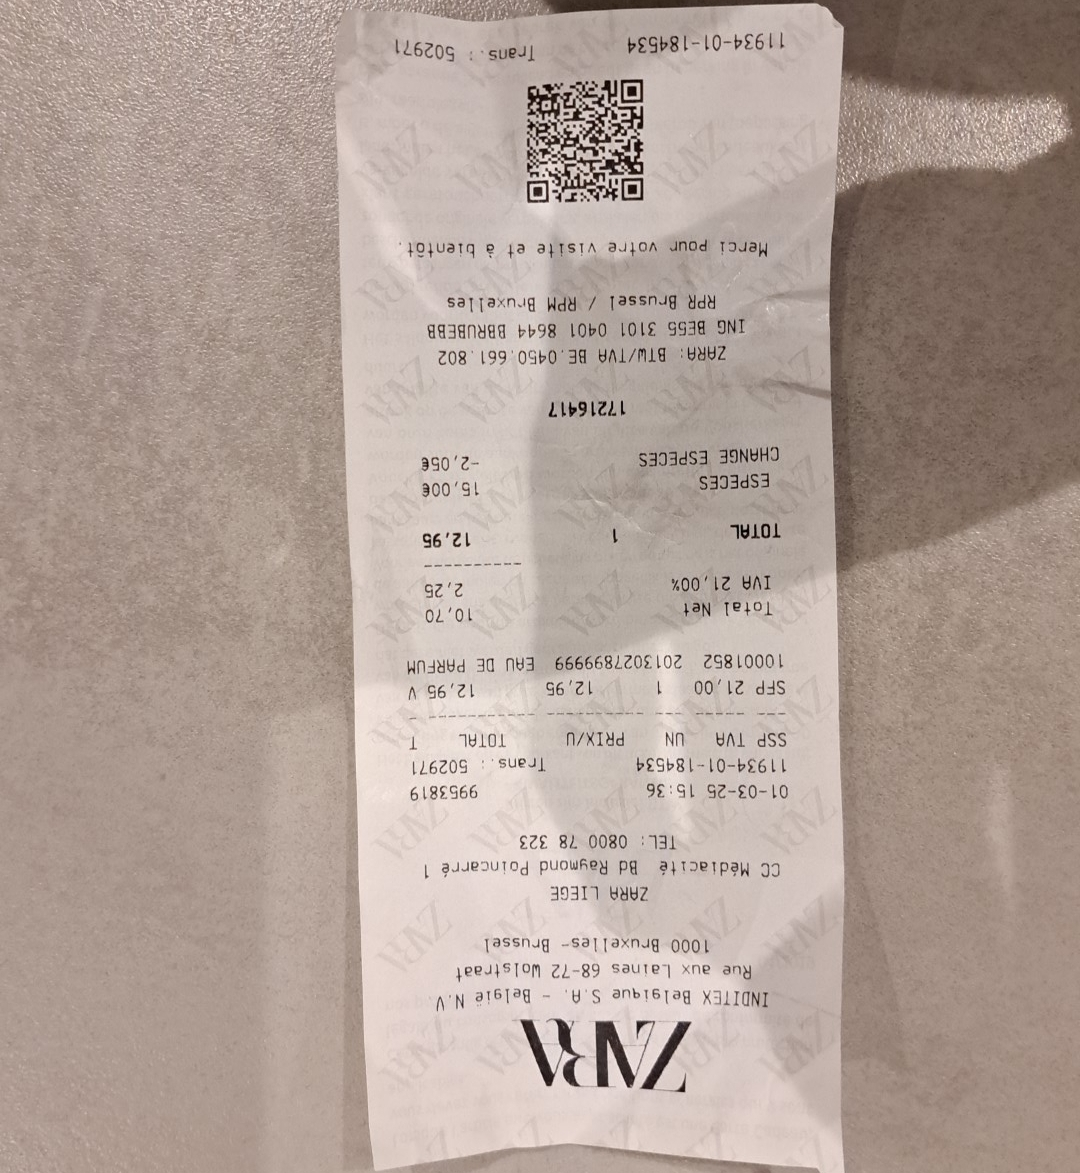 ZARA
INDITEX Belgique S.A. - België N.V.
Rue aux Laines 68-72 Wolstraat
1000 Bruxelles- Brussel
ZARA LIEGE
CC Médiacité Bd Raymond Poincarré 1
TEL: 0800 78 323
01-03-25 15:36 9953819
11934-01-184534 Trans.: 502971
SSP TVA UN PRIX/U TOTAL T
SFP 21,00 1 12,95 12,95 V
10001852 20130278999999 EAU DE PARFUM
Total Net 10,70
IVA 21,00% 2,25
TOTAL 1 12,95
ESPECES 15,00€
CHANGE ESPECES -2,05€
17216417
ZARA: BTW/TVA BE.0450.661.802
ING BE55 3101 0401 8644 BBRUBEBB
RPR Brussel / RPM Bruxelles
Merci pour votre visite et à bientôt.
11934-01-184534 Trans.: 502971